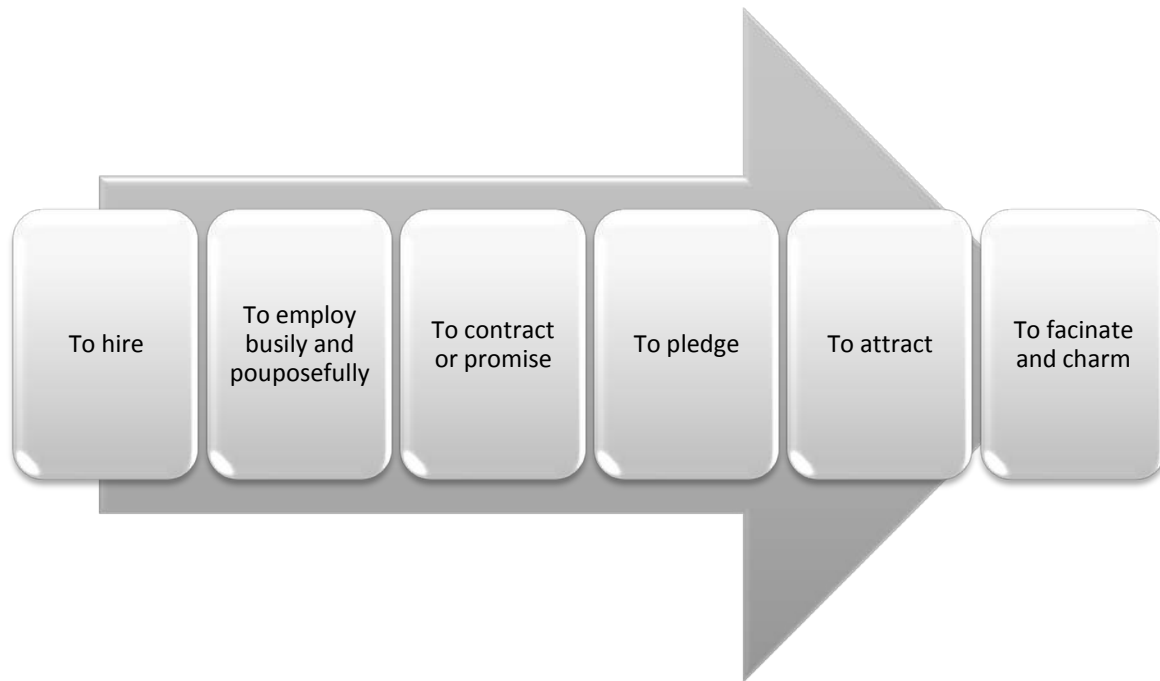 To hire
To employ
busily and
pouposefully
To contract
or promise
To pledge
To attract
To facinate
and charm